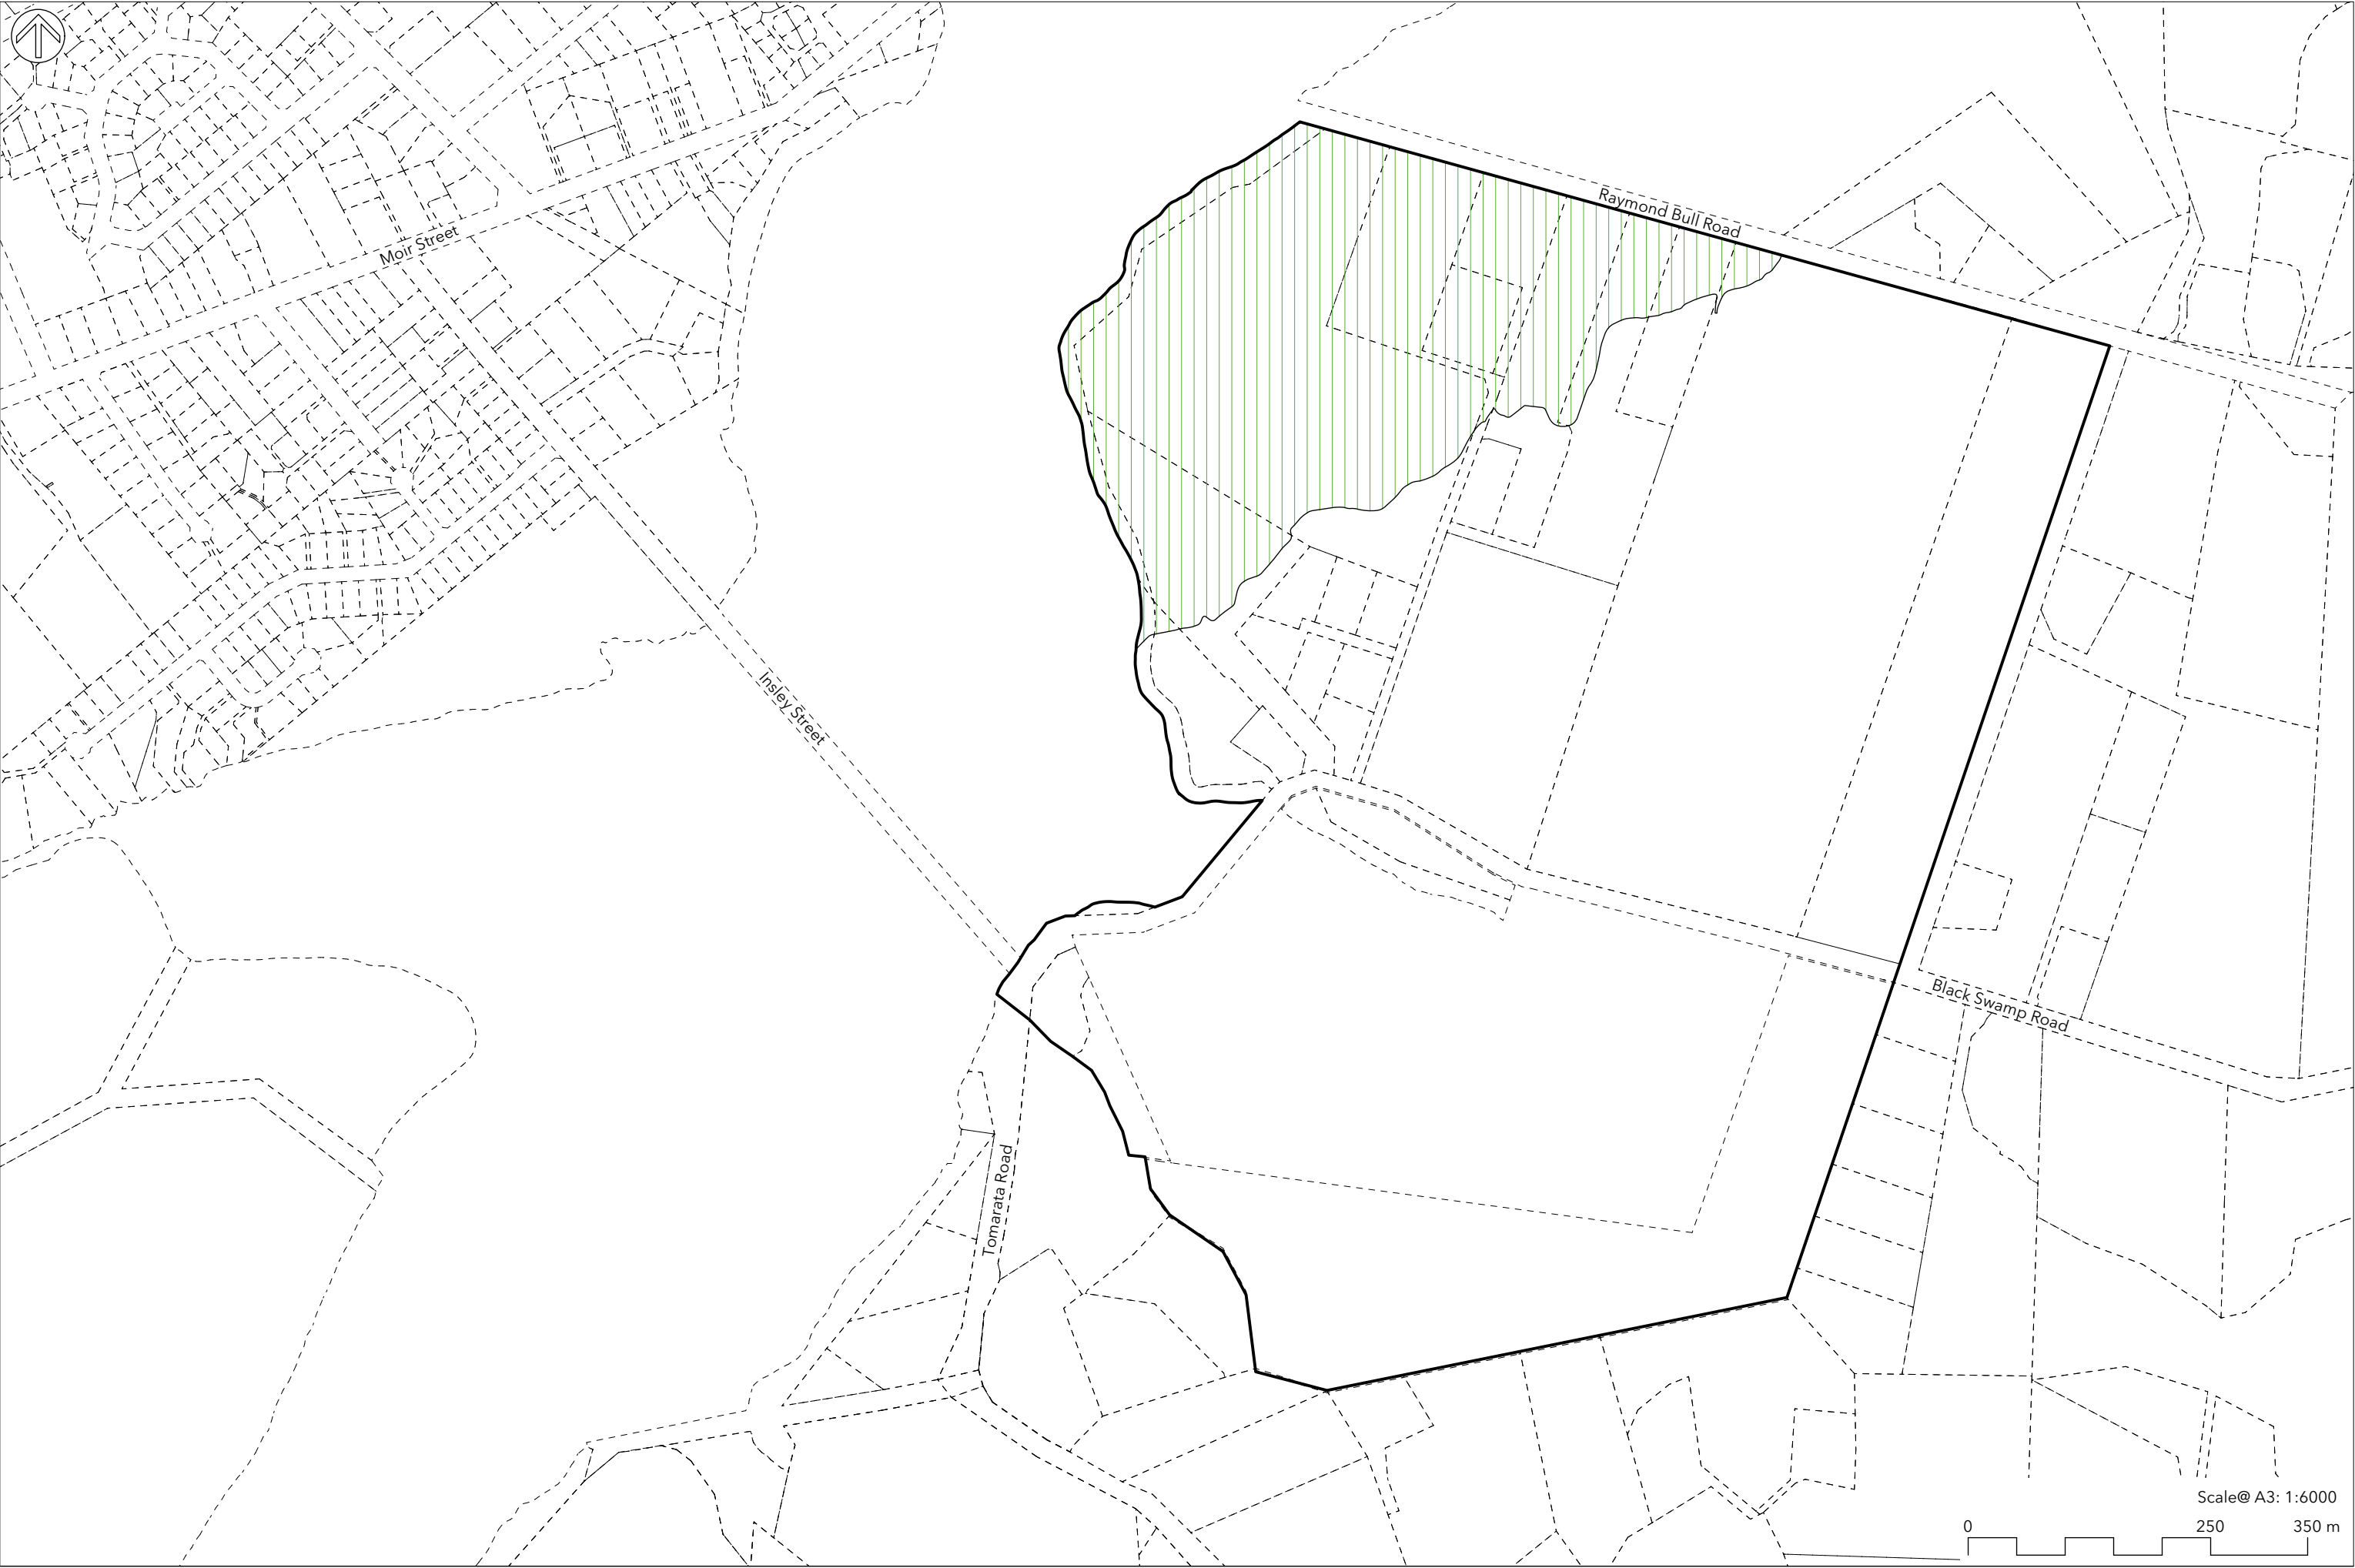 Raymond Bull Road
Moir Street
Insley Street
Black Swamp Road
Tomarata Road
Scale@ A3: 1:6000
0 250 350 m